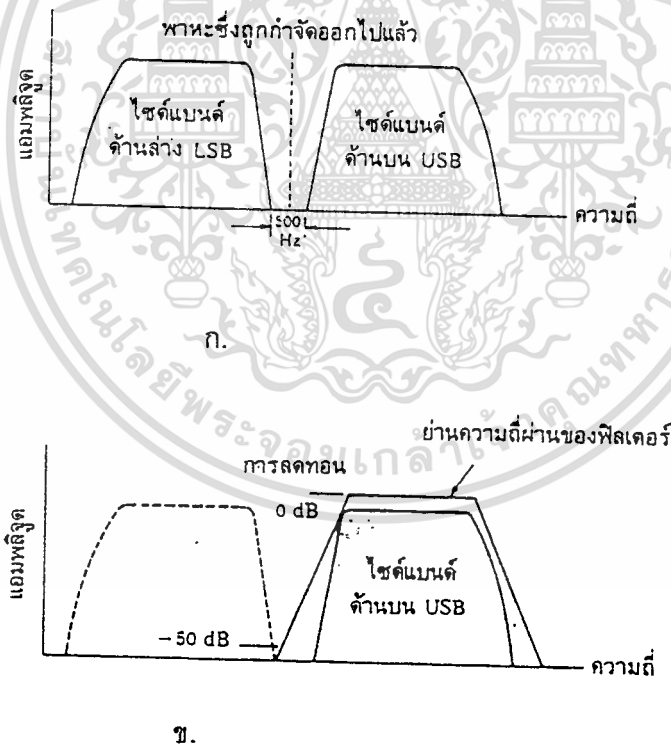 พาหะซึ่งถูกกำจัดออกไปแล้ว
แอมพลิจูด
ไซด์แบนด์
ด้านล่าง LSB
ไซด์แบนด์
ด้านบน USB
ความถี่
500
Hz
ก.
ย่านความถี่ผ่านของฟิลเตอร์
การลดทอน
0 dB
แอมพลิจูด
ไซด์แบนด์
ด้านบน USB
-50 dB
ความถี่
ข.